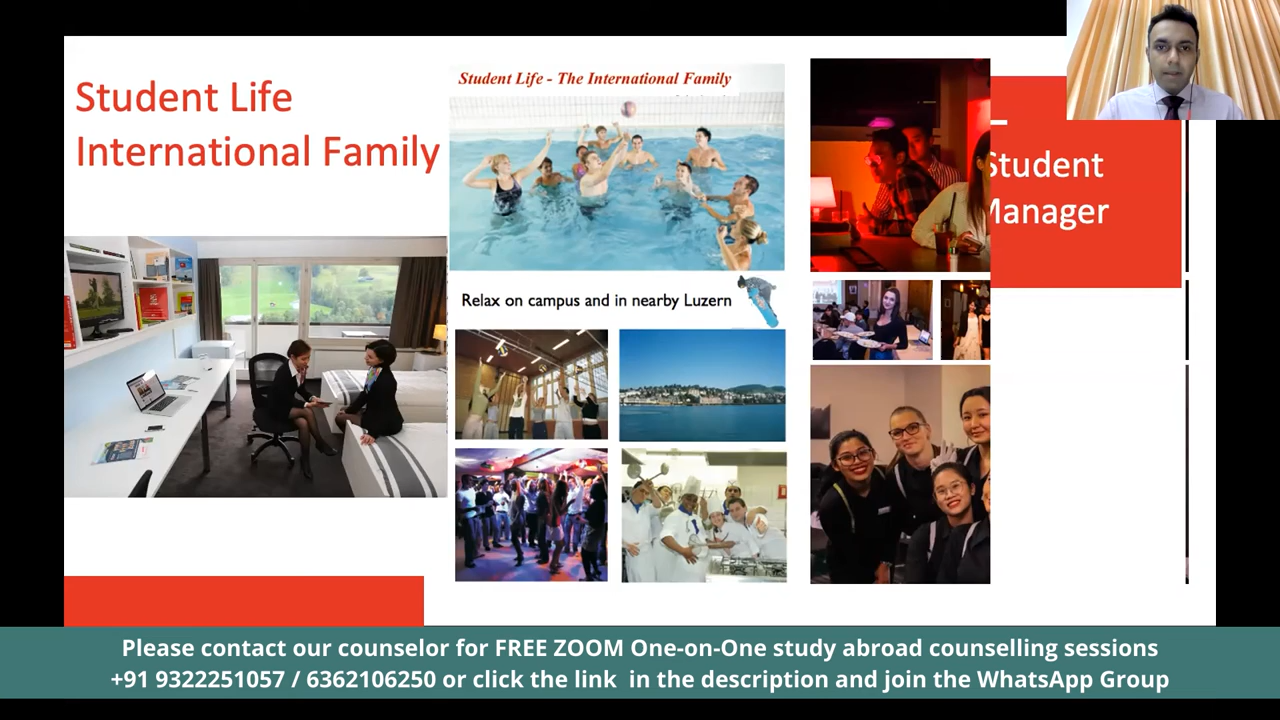 Student Life
International Family
Student Life - The International Family
Relax on campus and in nearby Luzern
Student
Manager
Please contact our counselor for FREE ZOOM One-on-One study abroad counselling sessions
+91 9322251057 / 6362106250 or click the link in the description and join the WhatsApp Group